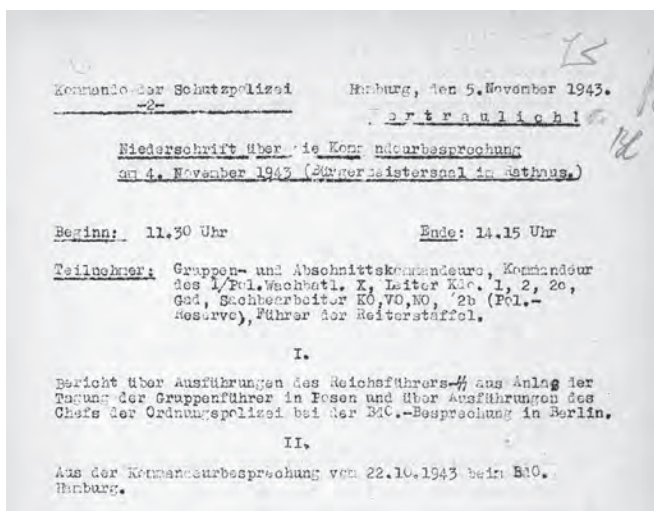 Kommando der Schutzpolizei Hamburg, den 5.November 1943.
-2-
Vertraulich!
Niederschrift über die Kommandeurbesprechung
am 4. November 1943 (Bürgermeistersaal im Rathaus.)
Beginn: 11.30 Uhr Ende: 14.15 Uhr
Teilnehmer: Gruppen- und Abschnittskommandeure, Kommandeur
des I/Pol.Wachbatl. X, Leiter Kdo. 1, 2, 2c,
Sachbearbeiter KO,VO,NO, 2b (Pol.-
Reserve), Führer der Reiterstaffel.
I.
Bericht über Ausführungen des Reichsführers-SS aus Anlaß der
Tagung der Gruppenführer in Posen und über Ausführungen des
Chefs der Ordnungspolizei bei der BdO.-Besprechung in Berlin.
II.
Aus der Kommandeurbesprechung vom 22.10.1943 beim BdO.
Hamburg.